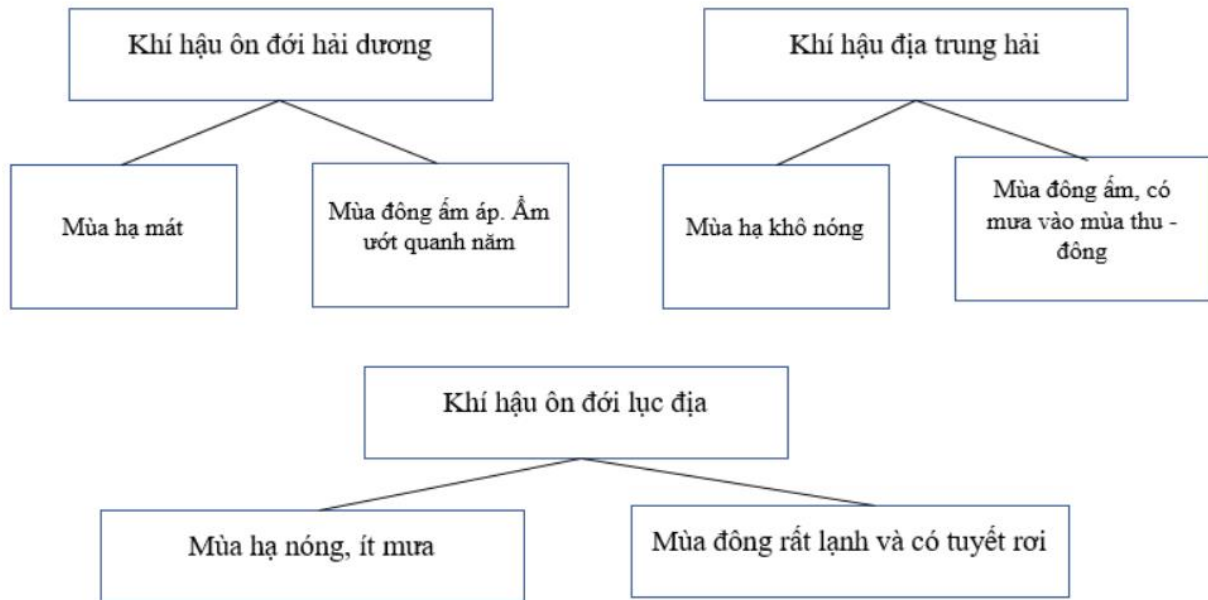 Khí hậu ôn đới hải dương
Khí hậu địa trung hải
Mùa hạ mát
Mùa đông ấm áp. Ẩm
ướt quanh năm
Mùa hạ khô nóng
Mùa đông ấm, có
mưa vào mùa thu -
đông
Khí hậu ôn đới lục địa
Mùa hạ nóng, ít mưa
Mùa đông rất lạnh và có tuyết rơi